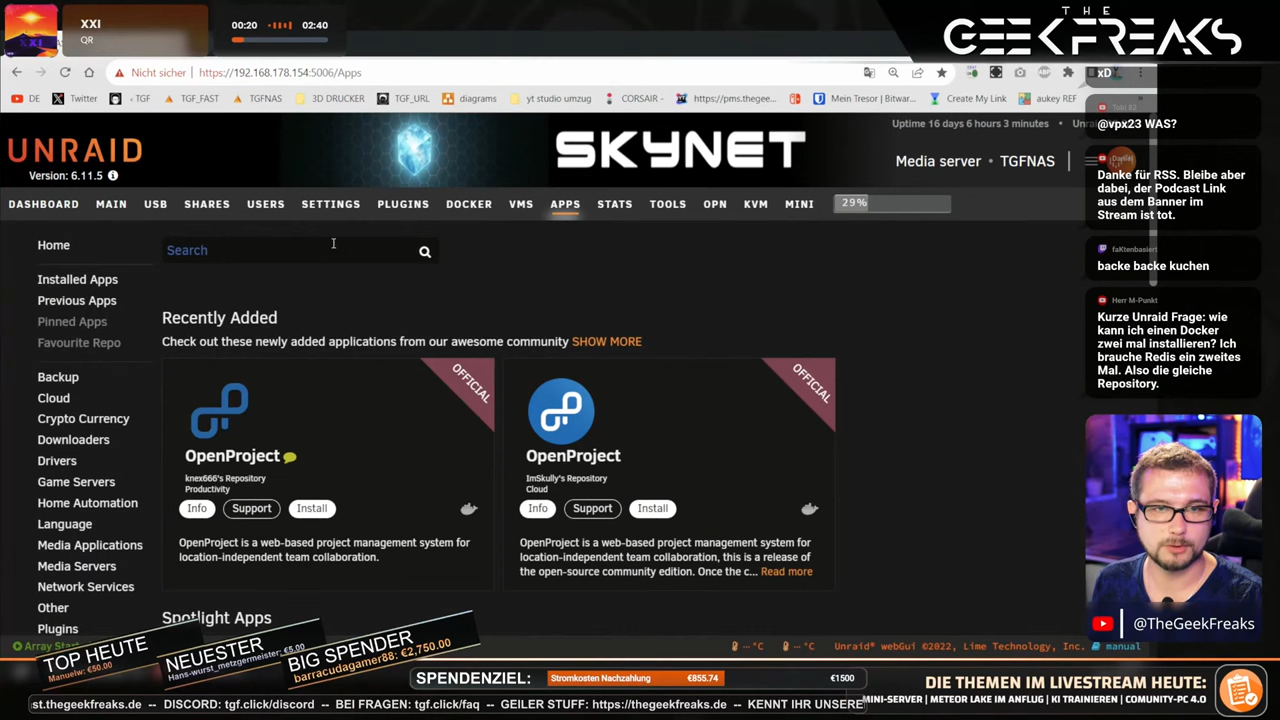 XXI
QR
00:20
02:40
THE
GEEKFREAKS
Nicht sicher
https://192.168.178.154:5006/Apps
DE
Twitter
‹ TGF
TGF_FAST
TGFNAS
3D DRUCKER
TGF_URL
diagrams
yt studio umzug
CORSAIR -
https://pms.thegee...
Mein Tresor | Bitwar...
Create My Link
aukey REF
UNRAID
Version: 6.11.5
SKYNET
Uptime 16 days 6 hours 3 minutes
Media server • TGFNAS
DASHBOARD
MAIN
USB
SHARES
USERS
SETTINGS
PLUGINS
DOCKER
VMS
APPS
STATS
TOOLS
OPN
KVM
MINI
29%
Home
Installed Apps
Previous Apps
Pinned Apps
Favourite Repo
Backup
Cloud
Crypto Currency
Downloaders
Drivers
Game Servers
Home Automation
Language
Media Applications
Media Servers
Network Services
Other
Plugins
Search
Recently Added
Check out these newly added applications from our awesome community SHOW MORE
OFFICIAL
OpenProject
knex666's Repository
Productivity
Info
Support
Install
OpenProject is a web-based project management system for
location-independent team collaboration.
OFFICIAL
OpenProject
ImSkully's Repository
Cloud
Info
Support
Install
OpenProject is a web-based project management system for
location-independent team collaboration, this is a release of
the open-source community edition. Once the c... Read more
Spotlight Apps
xD
Tobi 82
@vpx23 WAS?
Daniel
Danke für RSS. Bleibe aber
dabei, der Podcast Link
aus dem Banner im
Stream ist tot.
faKtenbasiert
backe backe kuchen
Herr M-Punkt
Kurze Unraid Frage: wie
kann ich einen Docker
zwei mal installieren? Ich
brauche Redis ein zweites
Mal. Also die gleiche
Repository.
@TheGeekFreaks
Array
Unraid® webGui ©2022, Lime Technology, Inc.
manual
TOP HEUTE
Manuelw: €50.00
NEUESTER
Hans-wurst_metzgermeister: €5.00
BIG SPENDER
barracudagamer88: €2,750.00
SPENDENZIEL:
Stromkosten Nachzahlung
€855.74
€1500
DIE THEMEN IM LIVESTREAM HEUTE:
MINI-SERVER | METEOR LAKE IM ANFLUG | KI TRAINIEREN | COMUNITY-PC 4.0
st.thegeekfreaks.de -- DISCORD: tgf.click/discord -- BEI FRAGEN: tgf.click/faq -- GEILER STUFF: https://thegeekfreaks.de -- KENNT IHR UNSERE